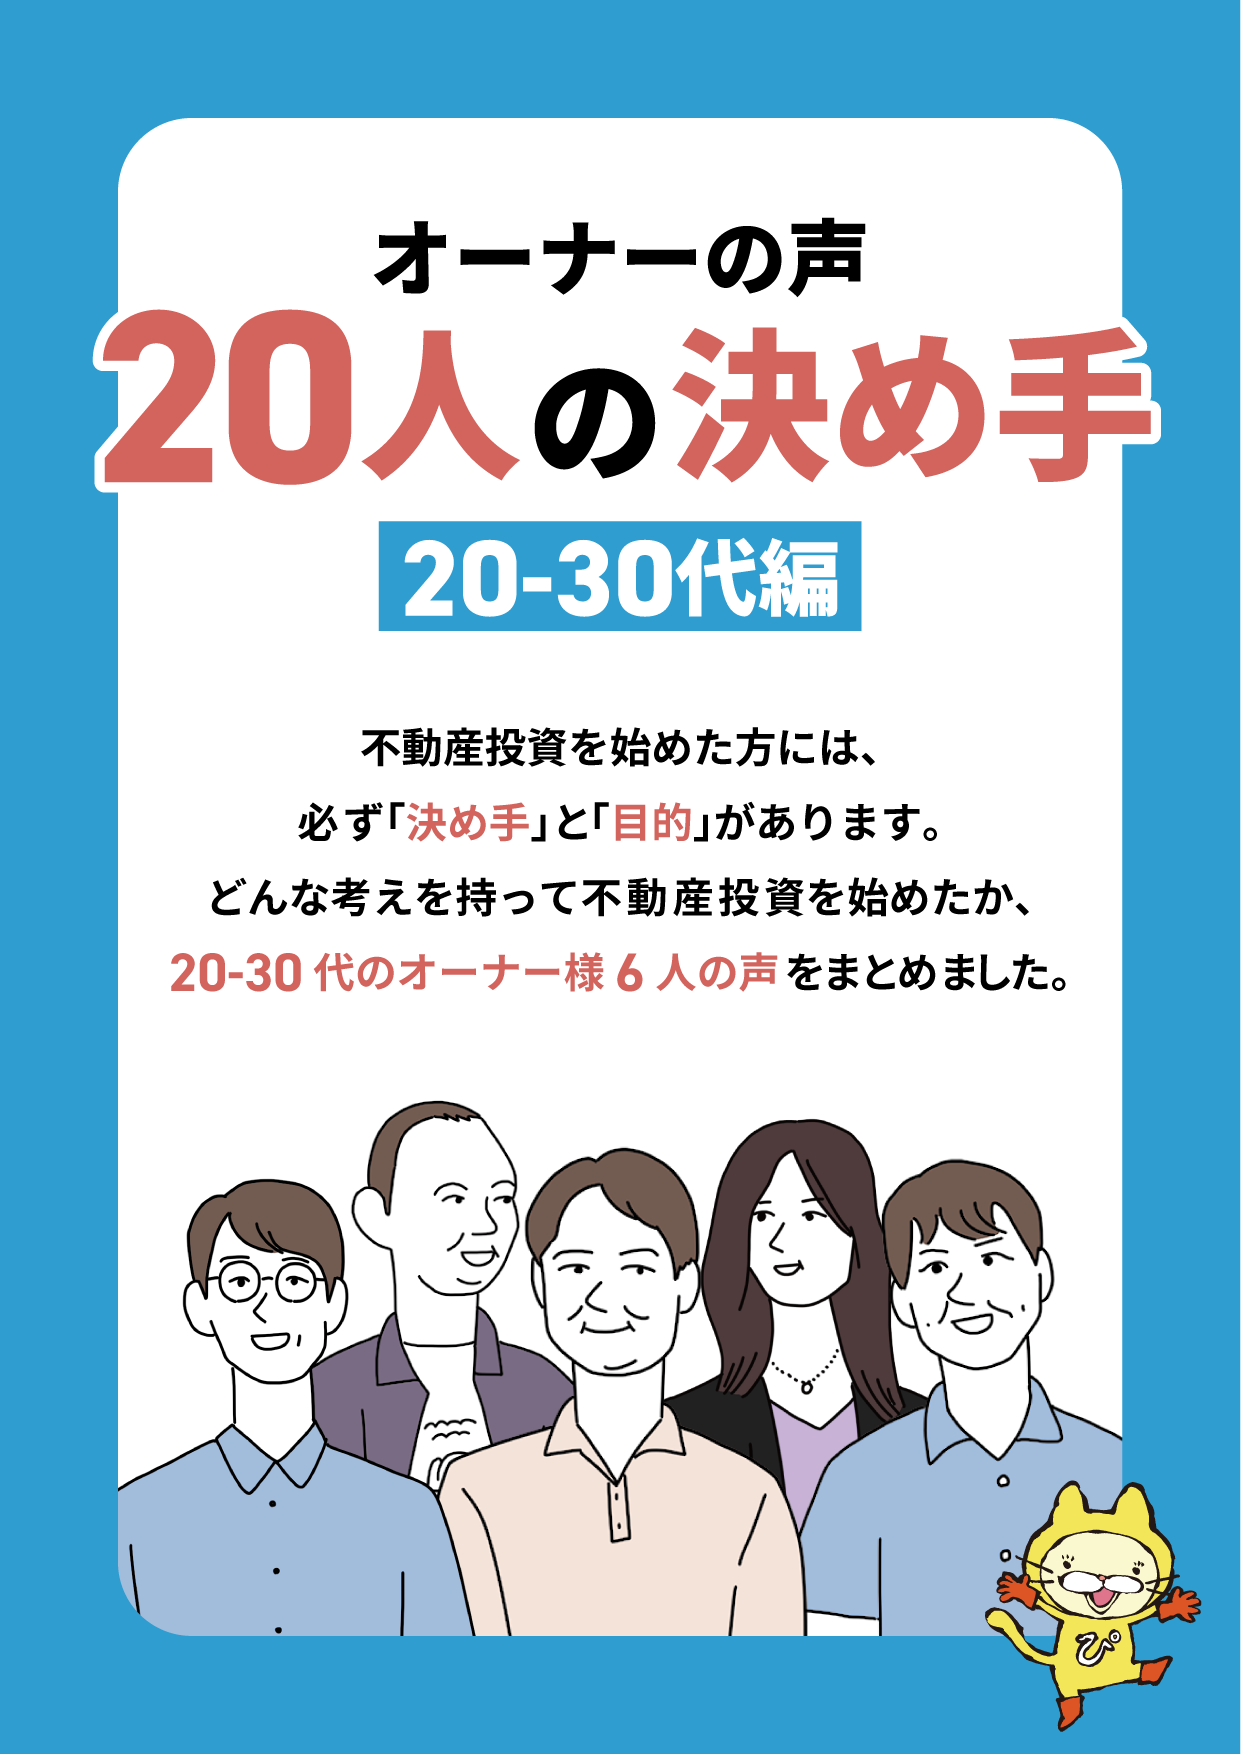 オーナーの声
20人の決め手
20-30代編
不動産投資を始めた方には、
必ず「決め手」と「目的」があります。
どんな考えを持って不動産投資を始めたか、
20-30 代のオーナー様 6 人の声をまとめました。
ぴ